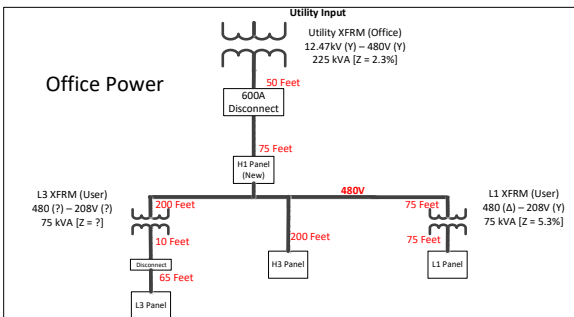 Utility Input
Utility XFRM (Office)
12.47kV (Y) – 480V (Y)
225 kVA [Z = 2.3%]
Office Power
50 Feet
600A
Disconnect
75 Feet
H1 Panel
(New)
480V
L3 XFRM (User)
480 (?) – 208V (?)
75 kVA [Z = ?]
200 Feet
75 Feet
L1 XFRM (User)
480 (Δ) – 208V (Y)
75 kVA [Z = 5.3%]
10 Feet
200 Feet
75 Feet
Disconnect
H3 Panel
L1 Panel
65 Feet
L3 Panel